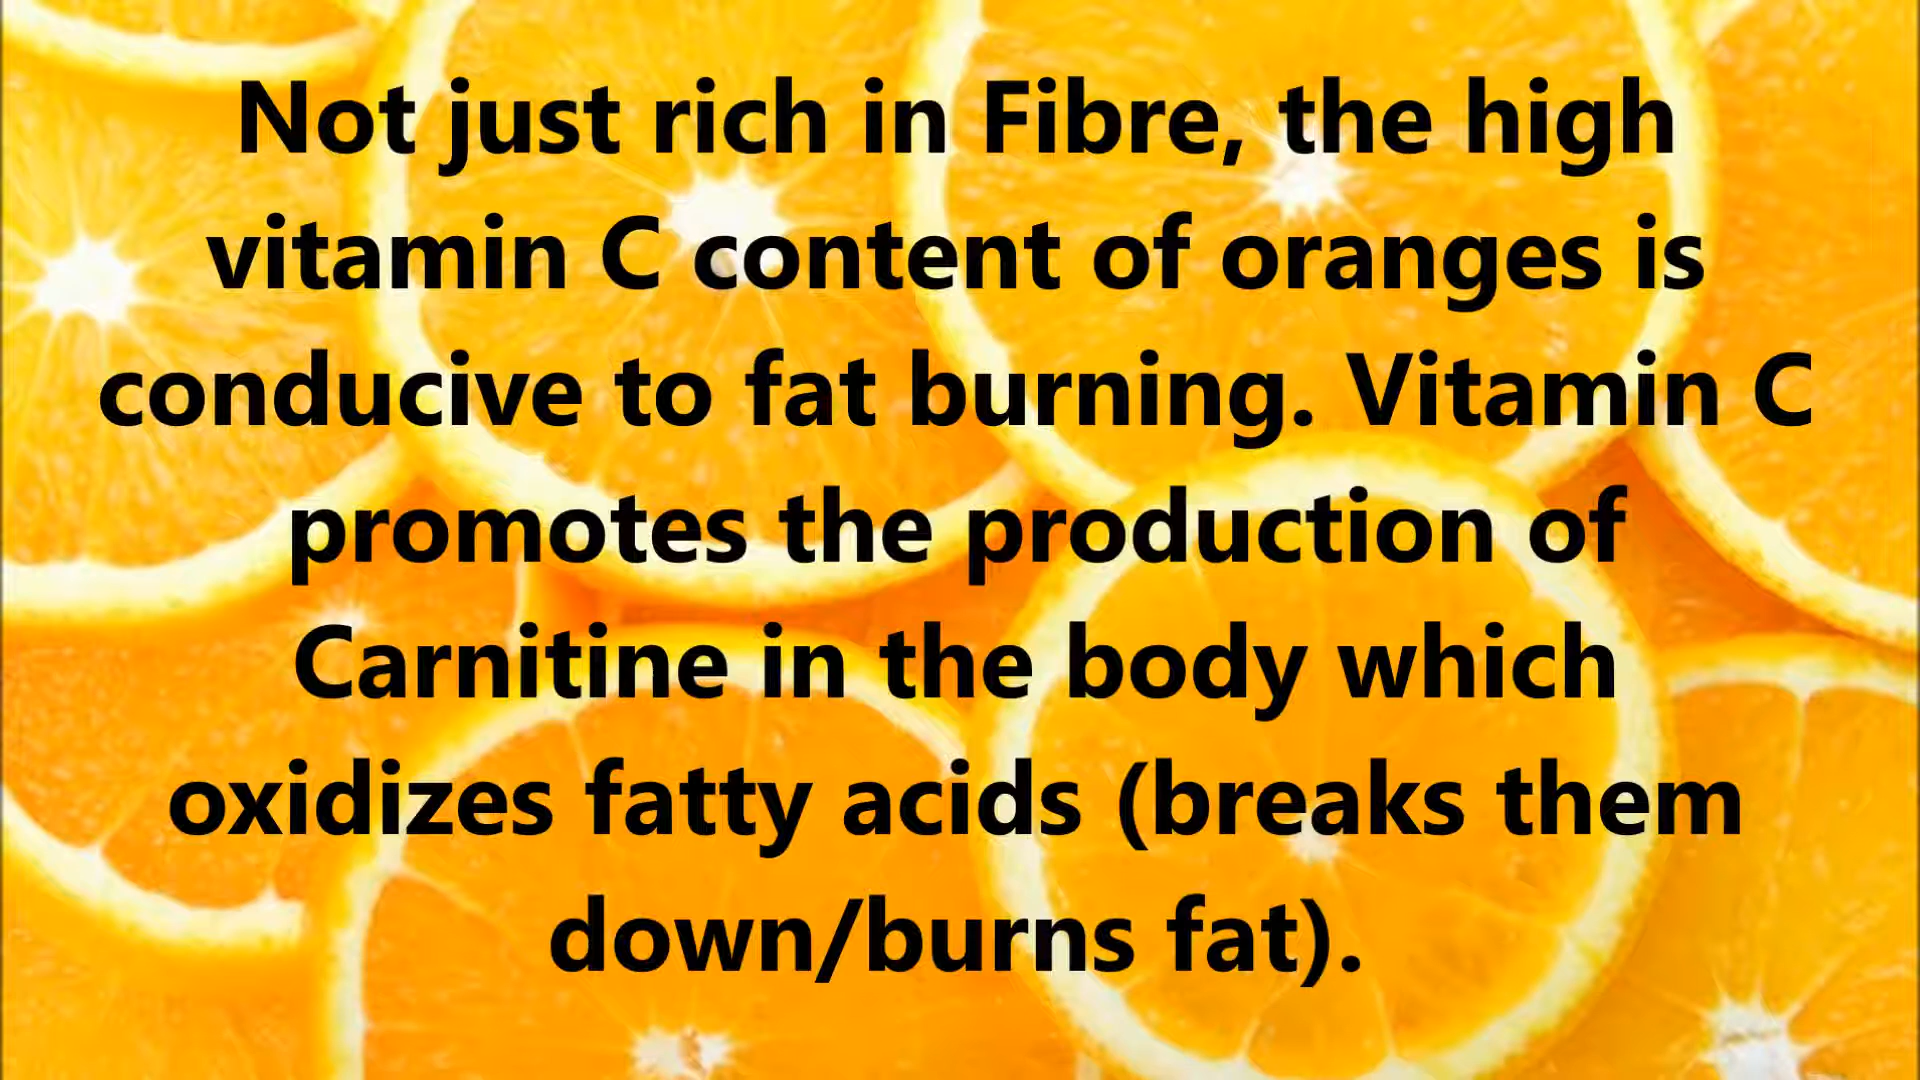 Not just rich in Fibre, the high
vitamin C content of oranges is
conducive to fat burning. Vitamin C
promotes the production of
Carnitine in the body which
oxidizes fatty acids (breaks them
down/burns fat).